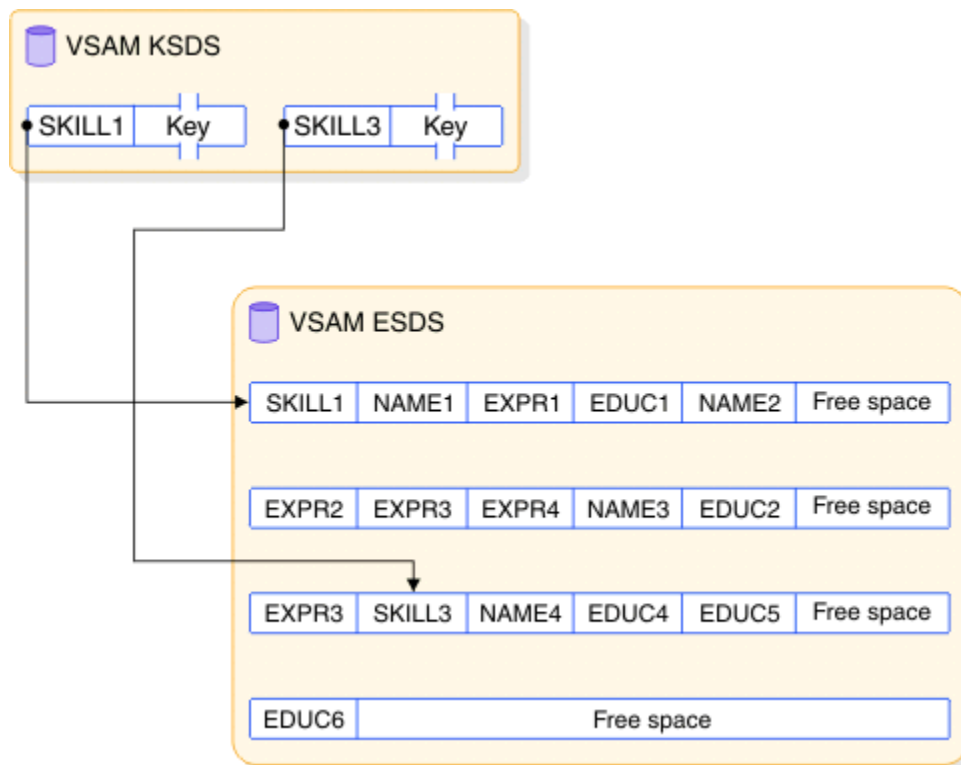 VSAM KSDS
SKILL1 Key SKILL3 Key
VSAM ESDS
SKILL1 NAME1 EXPR1 EDUC1 NAME2 Free space
EXPR2 EXPR3 EXPR4 NAME3 EDUC2 Free space
EXPR3 SKILL3 NAME4 EDUC4 EDUC5 Free space
EDUC6 Free space